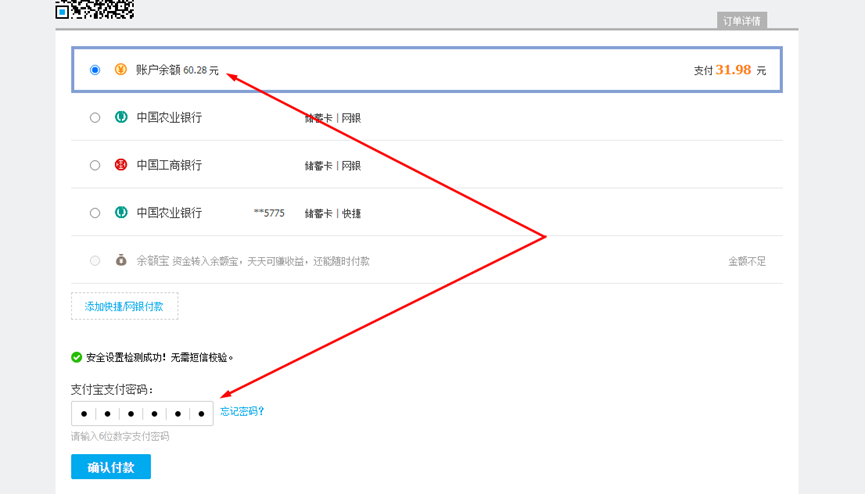 订单详情
账户余额 60.28 元 支付 31.98 元
中国农业银行 储蓄卡 | 网银
中国工商银行 储蓄卡 | 网银
中国农业银行 **5775 储蓄卡 | 快捷
余额宝 资金转入余额宝，天天可赚收益，还能随时付款 金额不足
添加快捷/网银付款
安全设置检测成功！无需短信校验。
支付宝支付密码：
忘记密码?
请输入6位数字支付密码
确认付款